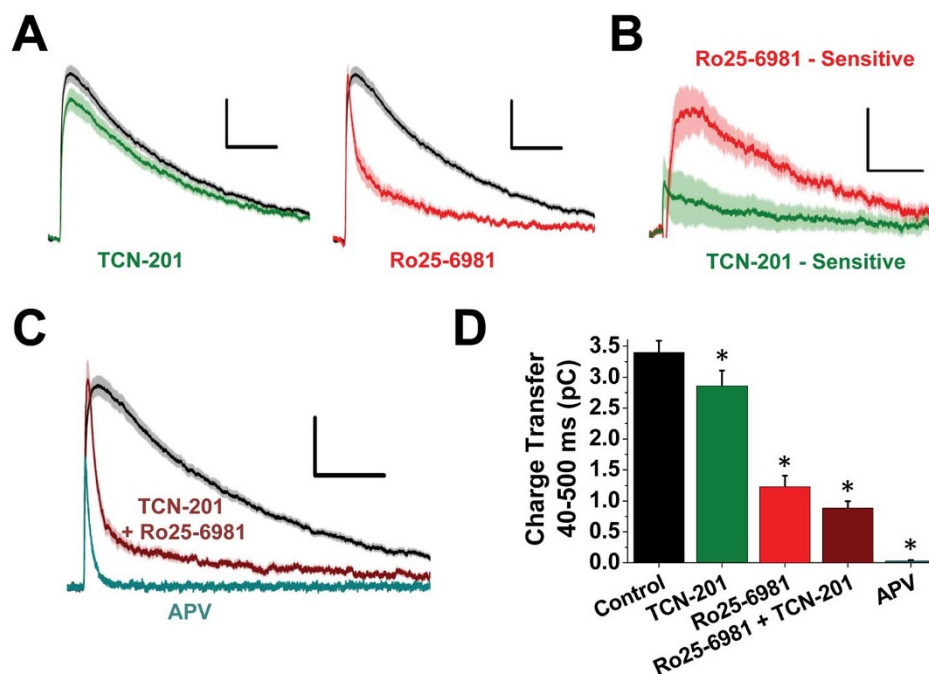 A
TCN-201
Ro25-6981
B
Ro25-6981 - Sensitive
TCN-201 - Sensitive
C
TCN-201
+ Ro25-6981
APV
D
Charge Transfer
40-500 ms (pC)
3.5
3.0
2.5
2.0
1.5
1.0
0.5
0.0
*
*
*
*
*
Control
TCN-201
Ro25-6981
Ro25-6981 + TCN-201
APV